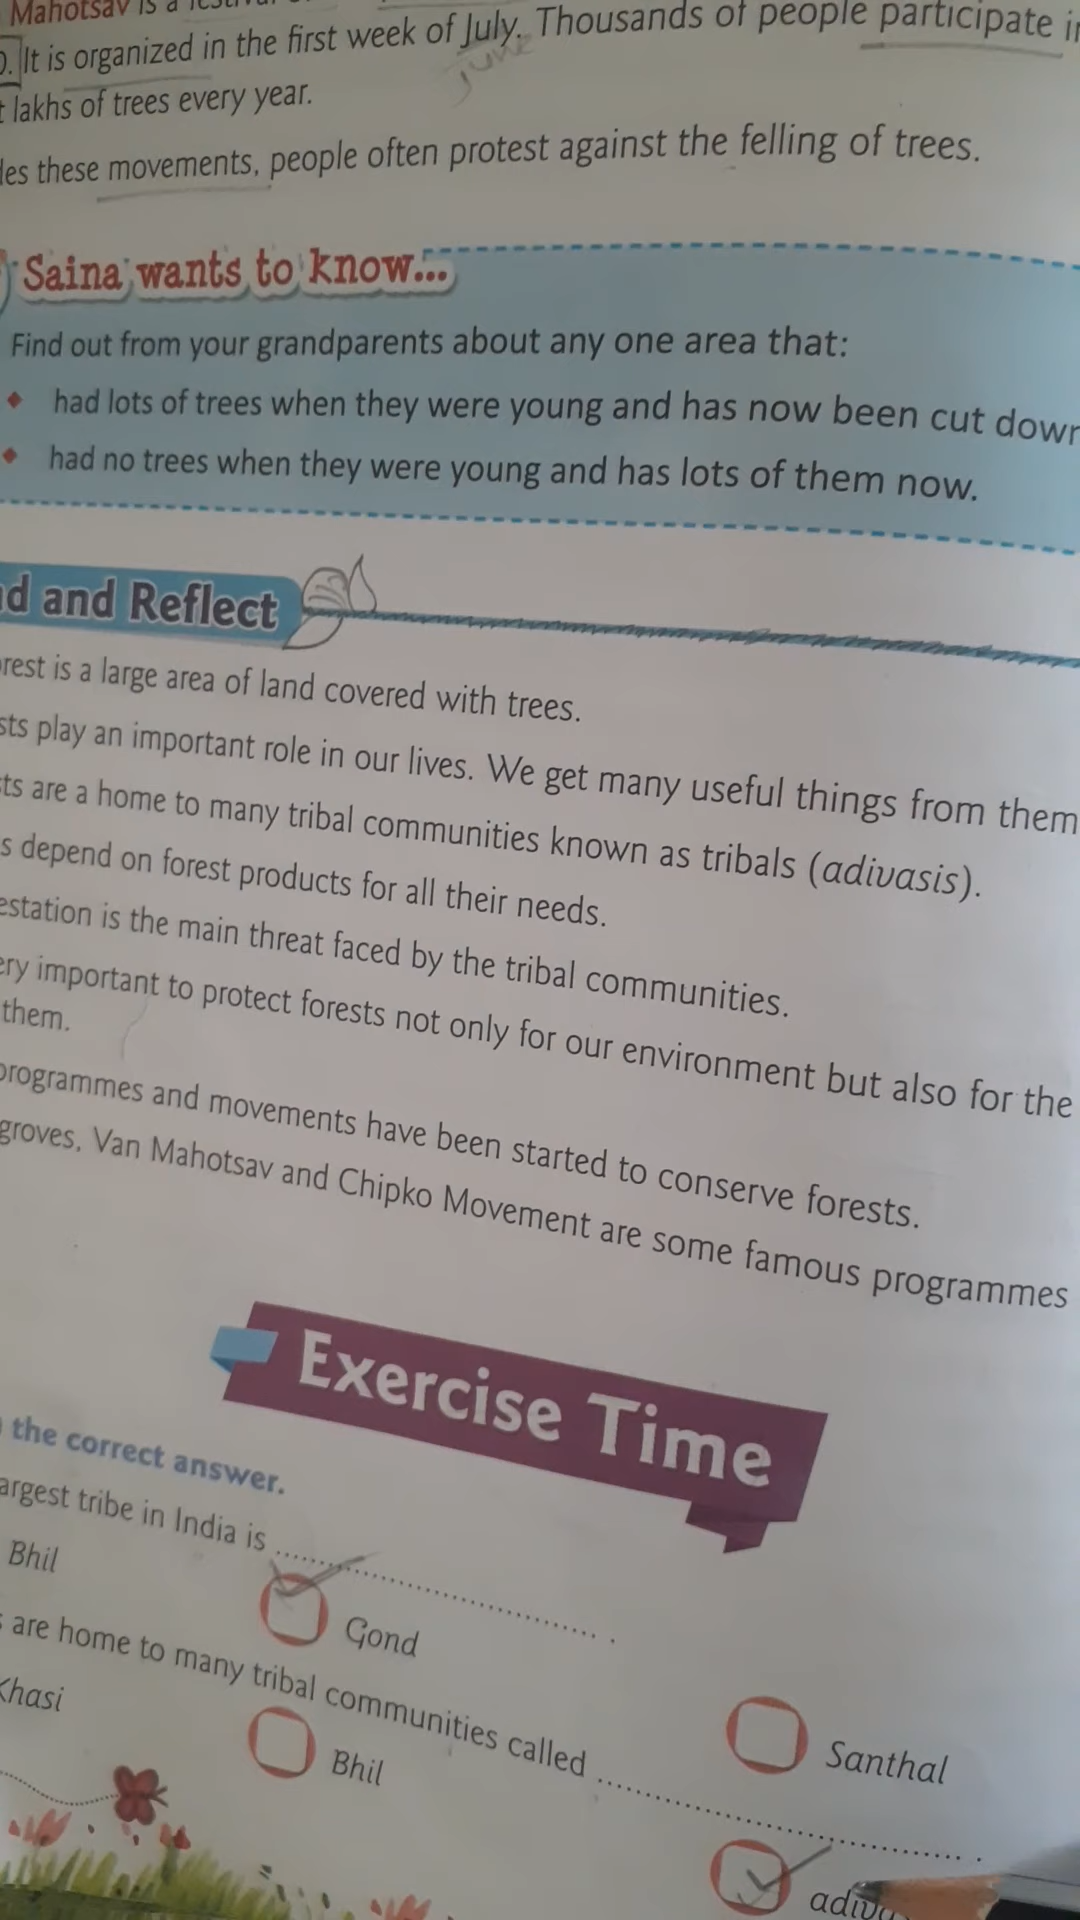 Mahotsav is a
It is organized in the first week of July. Thousands of people participate
june
lakhs of trees every year.
these movements, people often protest against the felling of trees.
Saina wants to know...
Find out from your grandparents about any one area that:
had lots of trees when they were young and has now been cut down
had no trees when they were young and has lots of them now.
and Reflect
is a large area of land covered with trees.
play an important role in our lives. We get many useful things from them
are a home to many tribal communities known as tribals (adivasis).
depend on forest products for all their needs.
is the main threat faced by the tribal communities.
important to protect forests not only for our environment but also for the
them.
programmes and movements have been started to conserve forests.
groves, Van Mahotsav and Chipko Movement are some famous programmes
Exercise Time
the correct answer.
tribe in India is ..........
Bhil
Gond
Santhal
are home to many tribal communities called ..........
Khasi
Bhil